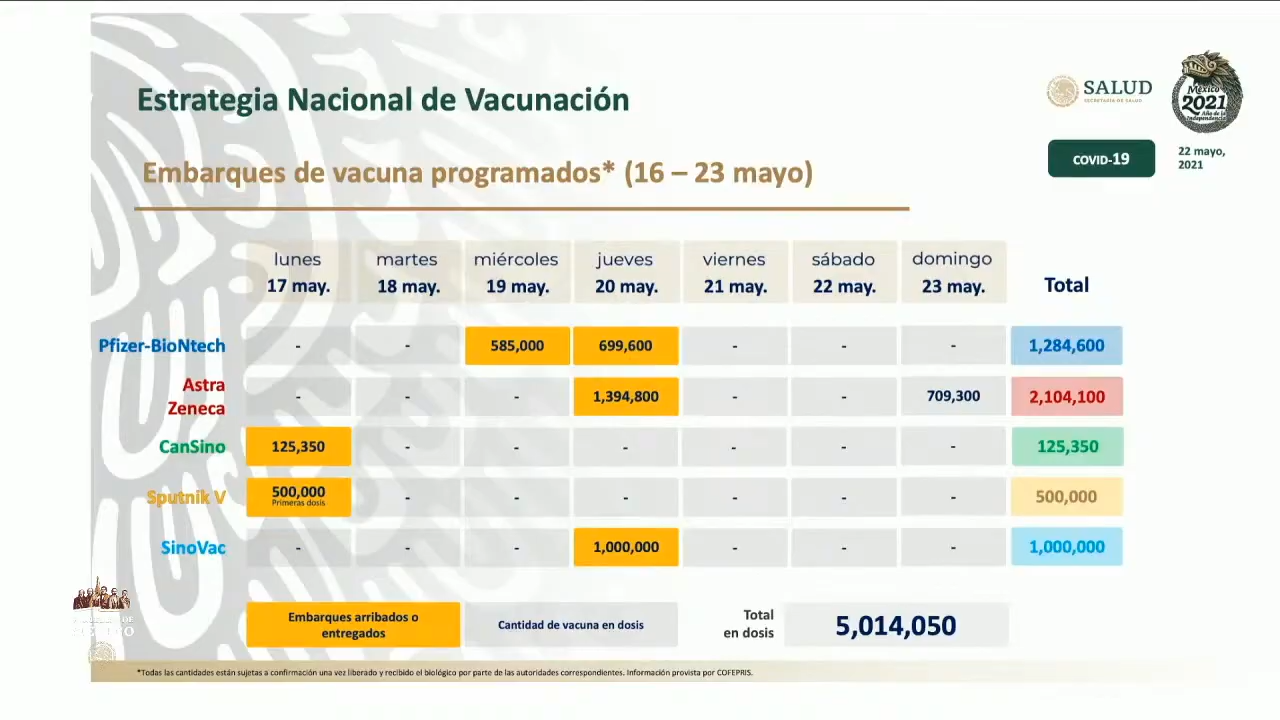 Estrategia Nacional de Vacunación
SALUD
SECRETARÍA DE SALUD
México
2021
Año de la
Independencia
Embarques de vacuna programados* (16 – 23 mayo)
COVID-19
22 mayo,
2021
lunes martes miércoles jueves viernes sábado domingo
17 may. 18 may. 19 may. 20 may. 21 may. 22 may. 23 may. Total
Pfizer-BioNtech - - 585,000 699,600 - - - 1,284,600
Astra
Zeneca - - - 1,394,800 - - 709,300 2,104,100
CanSino 125,350 - - - - - - 125,350
Sputnik V 500,000 - - - - - - 500,000
Primeras dosis
SinoVac - - - 1,000,000 - - - 1,000,000
Embarques arribados o
entregados
Cantidad de vacuna en dosis
Total
en dosis
5,014,050
*Todas las cantidades están sujetas a confirmación una vez liberado y recibido el biológico por parte de las autoridades correspondientes. Información provista por COFEPRIS.